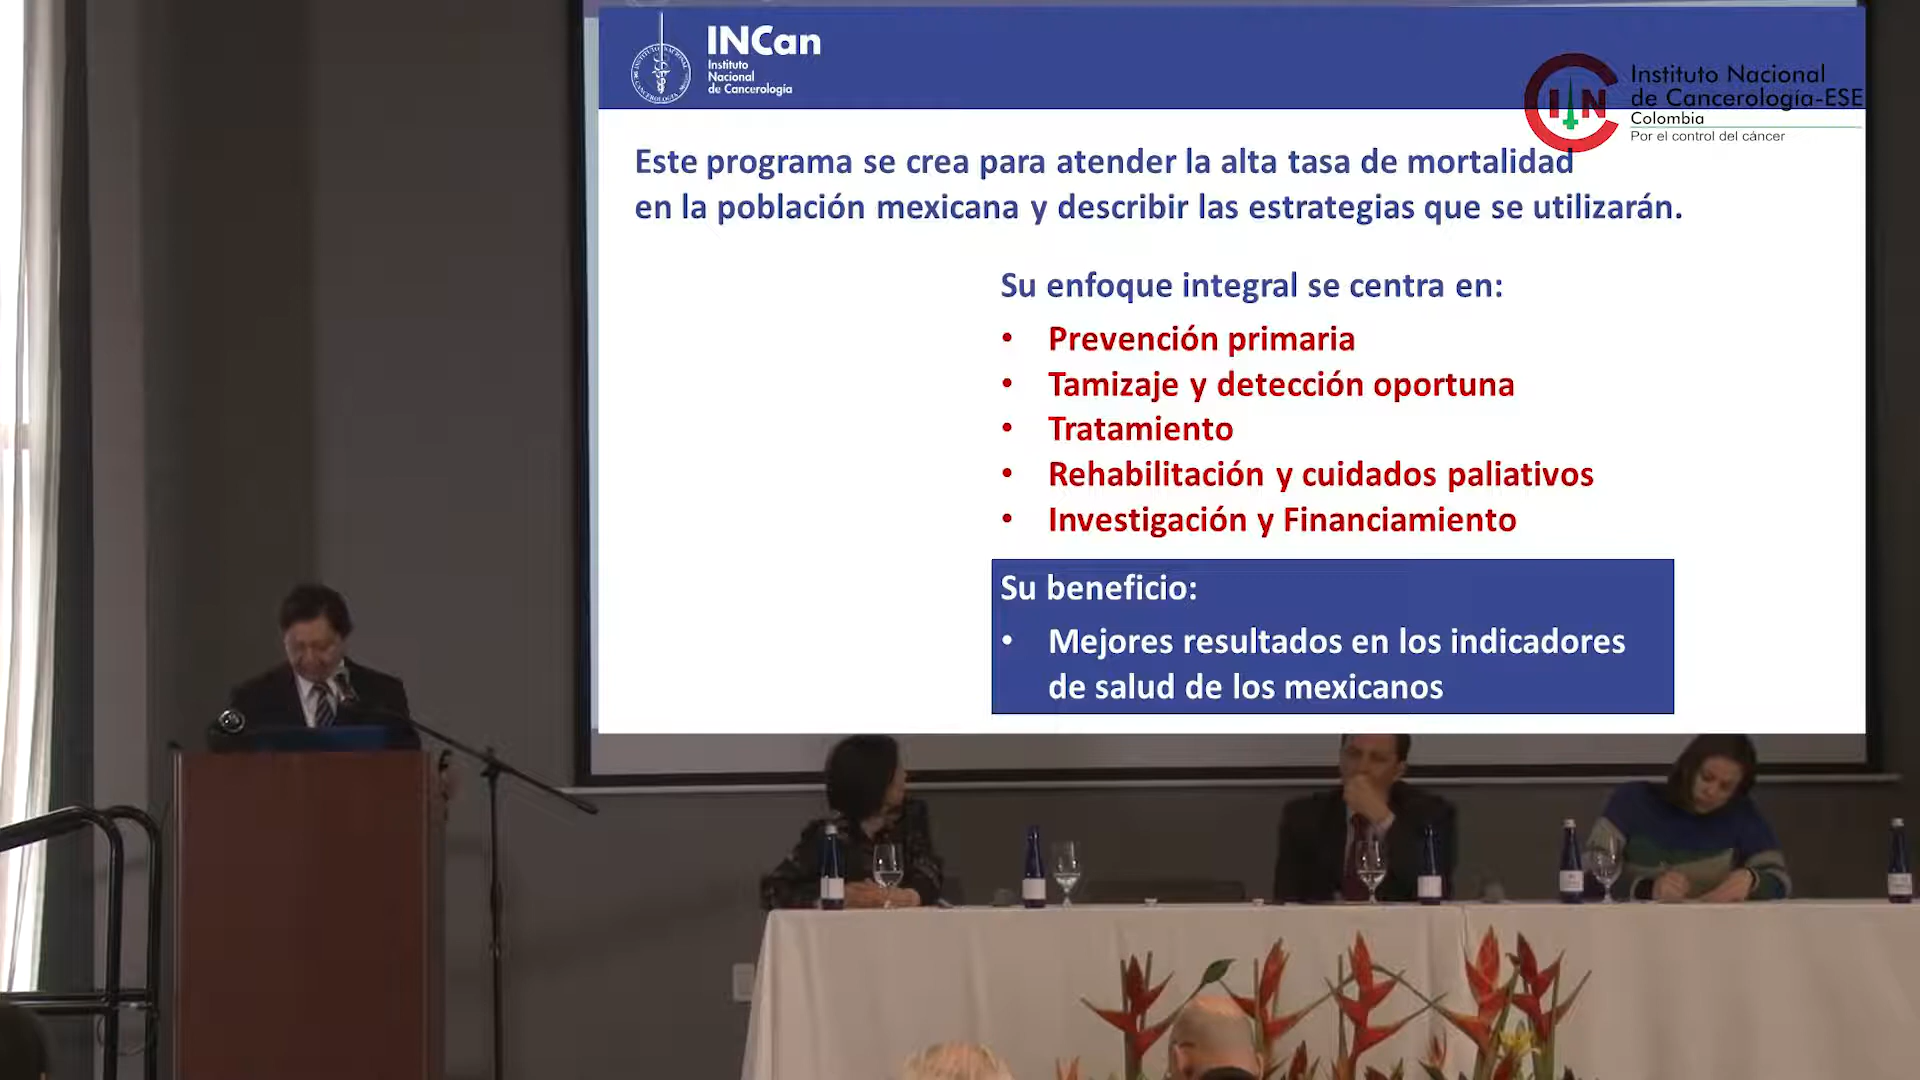 INCan
Instituto
Nacional
de Cancerología
Instituto Nacional
de Cancerología-ESE
Colombia
Por el control del cáncer
Este programa se crea para atender la alta tasa de mortalidad
en la población mexicana y describir las estrategias que se utilizarán.
Su enfoque integral se centra en:
• Prevención primaria
• Tamizaje y detección oportuna
• Tratamiento
• Rehabilitación y cuidados paliativos
• Investigación y Financiamiento
Su beneficio:
• Mejores resultados en los indicadores
de salud de los mexicanos